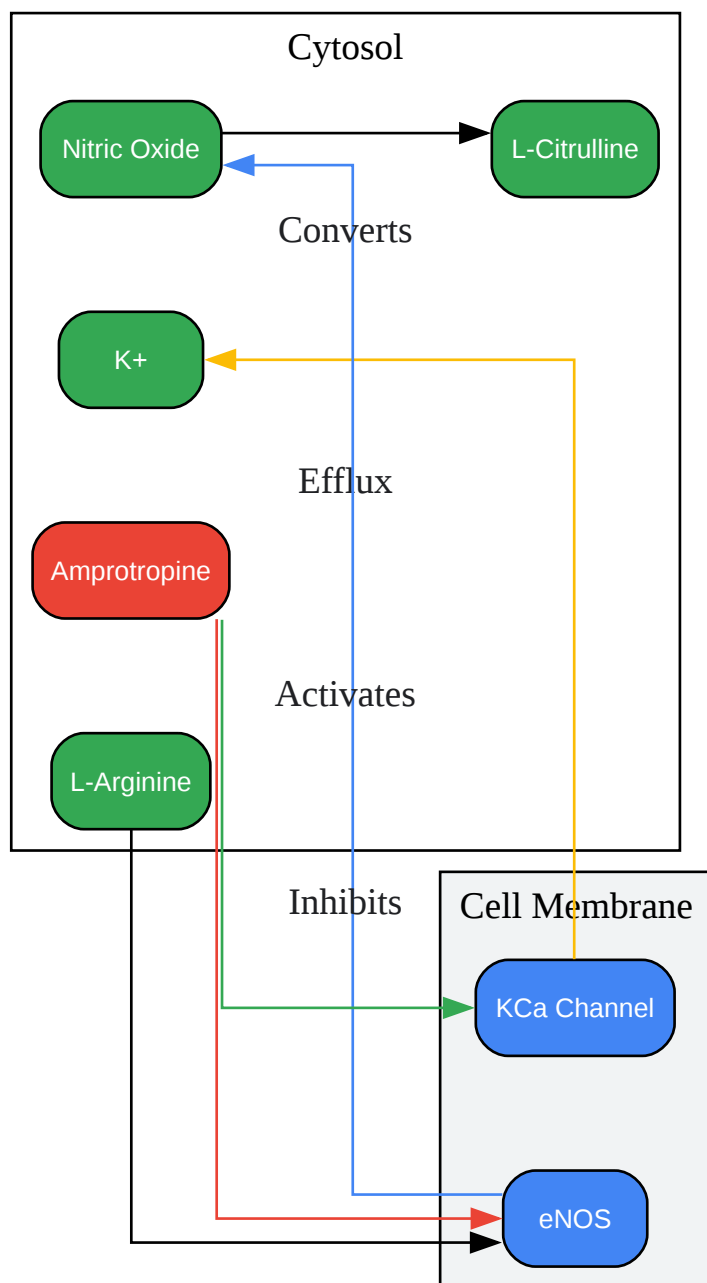 Cytosol
Nitric Oxide
L-Citrulline
Converts
K+
Efflux
Amprotropine
Activates
L-Arginine
Inhibits
Cell Membrane
KCa Channel
eNOS